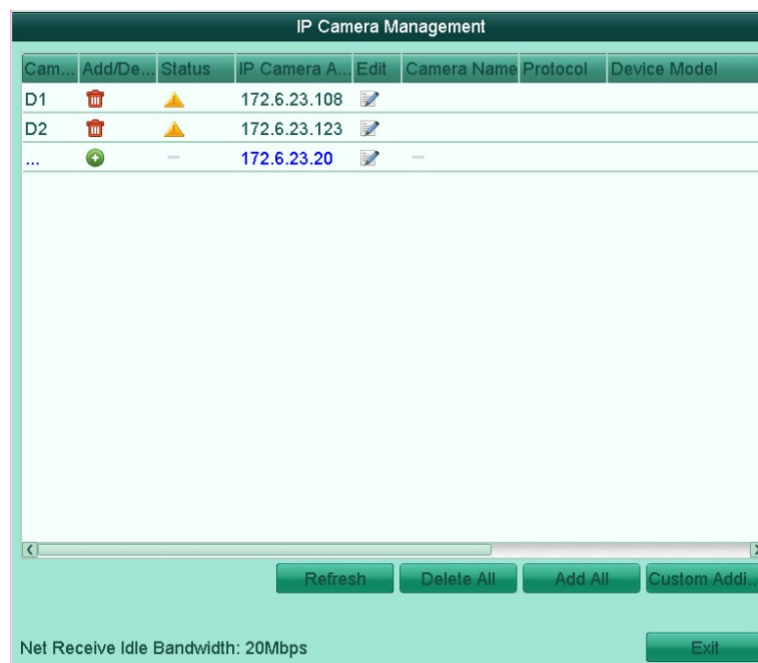 IP Camera Management
Cam... Add/De... Status IP Camera A... Edit Camera Name Protocol Device Model
D1 172.6.23.108
D2 172.6.23.123
... — 172.6.23.20 —
Refresh Delete All Add All Custom Addi...
Net Receive Idle Bandwidth: 20Mbps Exit